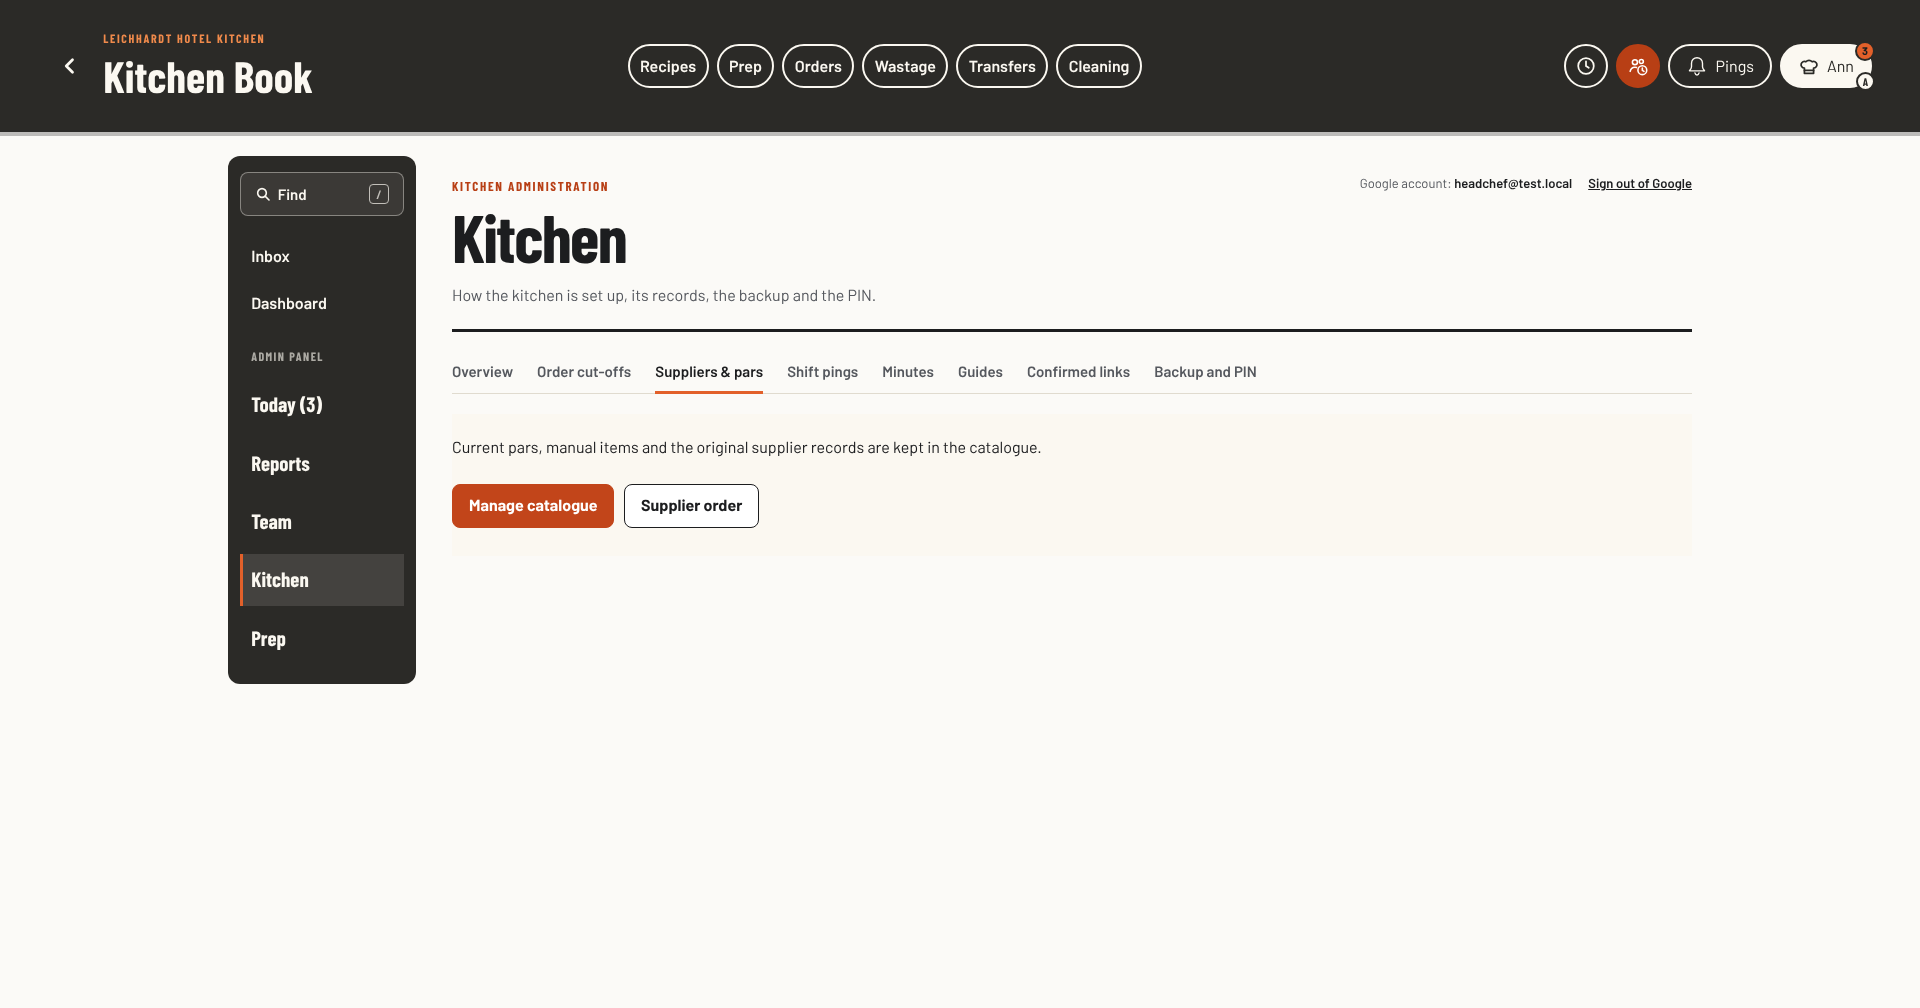 LEICHHARDT HOTEL KITCHEN
Kitchen Book
Recipes
Prep
Orders
Wastage
Transfers
Cleaning
Pings
Ann
3
A
Find
/
Inbox
Dashboard
ADMIN PANEL
Today (3)
Reports
Team
Kitchen
Prep
KITCHEN ADMINISTRATION
Google account: headchef@test.local
Sign out of Google
Kitchen
How the kitchen is set up, its records, the backup and the PIN.
Overview
Order cut-offs
Suppliers & pars
Shift pings
Minutes
Guides
Confirmed links
Backup and PIN
Current pars, manual items and the original supplier records are kept in the catalogue.
Manage catalogue
Supplier order